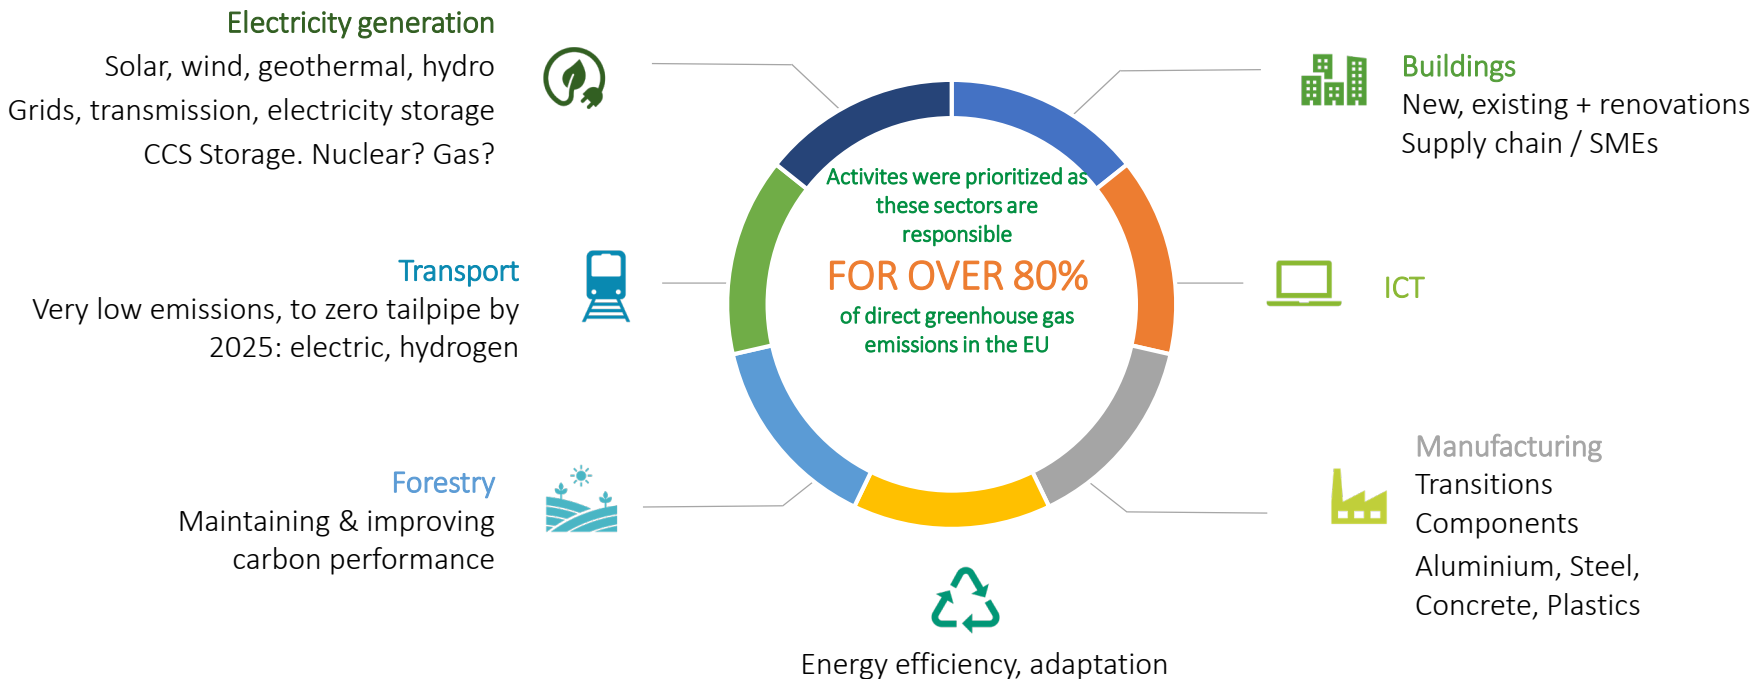 Electricity generation
Solar, wind, geothermal, hydro
Grids, transmission, electricity storage
CCS Storage. Nuclear? Gas?
Transport
Very low emissions, to zero tailpipe by
2025: electric, hydrogen
Forestry
Maintaining & improving
carbon performance
Activites were prioritized as
these sectors are
responsible
FOR OVER 80%
of direct greenhouse gas
emissions in the EU
Buildings
New, existing + renovations
Supply chain / SMEs
ICT
Manufacturing
Transitions
Components
Aluminium, Steel,
Concrete, Plastics
Energy efficiency, adaptation